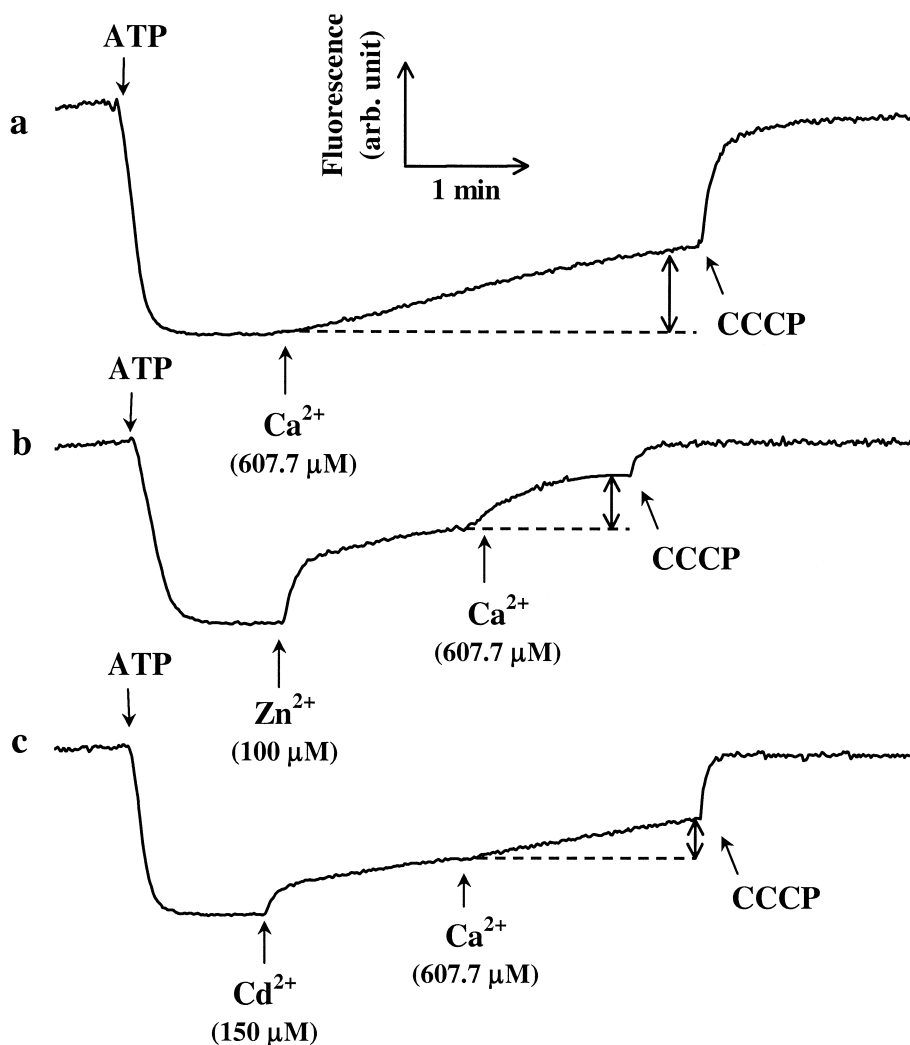 ATP
Fluorescence
(arb. unit)
1 min
a
CCCP
Ca²⁺
(607.7 μM)
ATP
b
CCCP
Ca²⁺
(607.7 μM)
Zn²⁺
(100 μM)
ATP
c
CCCP
Ca²⁺
(607.7 μM)
Cd²⁺
(150 μM)